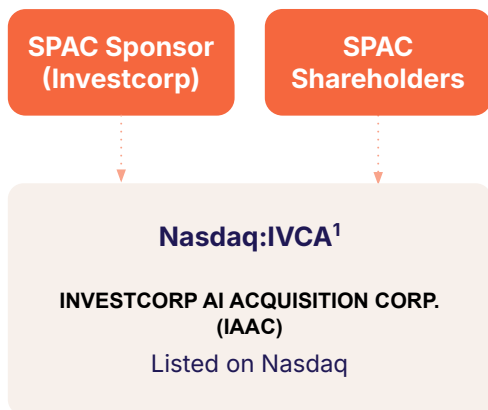 SPAC Sponsor
(Investcorp)
SPAC
Shareholders
Nasdaq:IVCA¹
INVESTCORP AI ACQUISITION CORP.
(IAAC)
Listed on Nasdaq